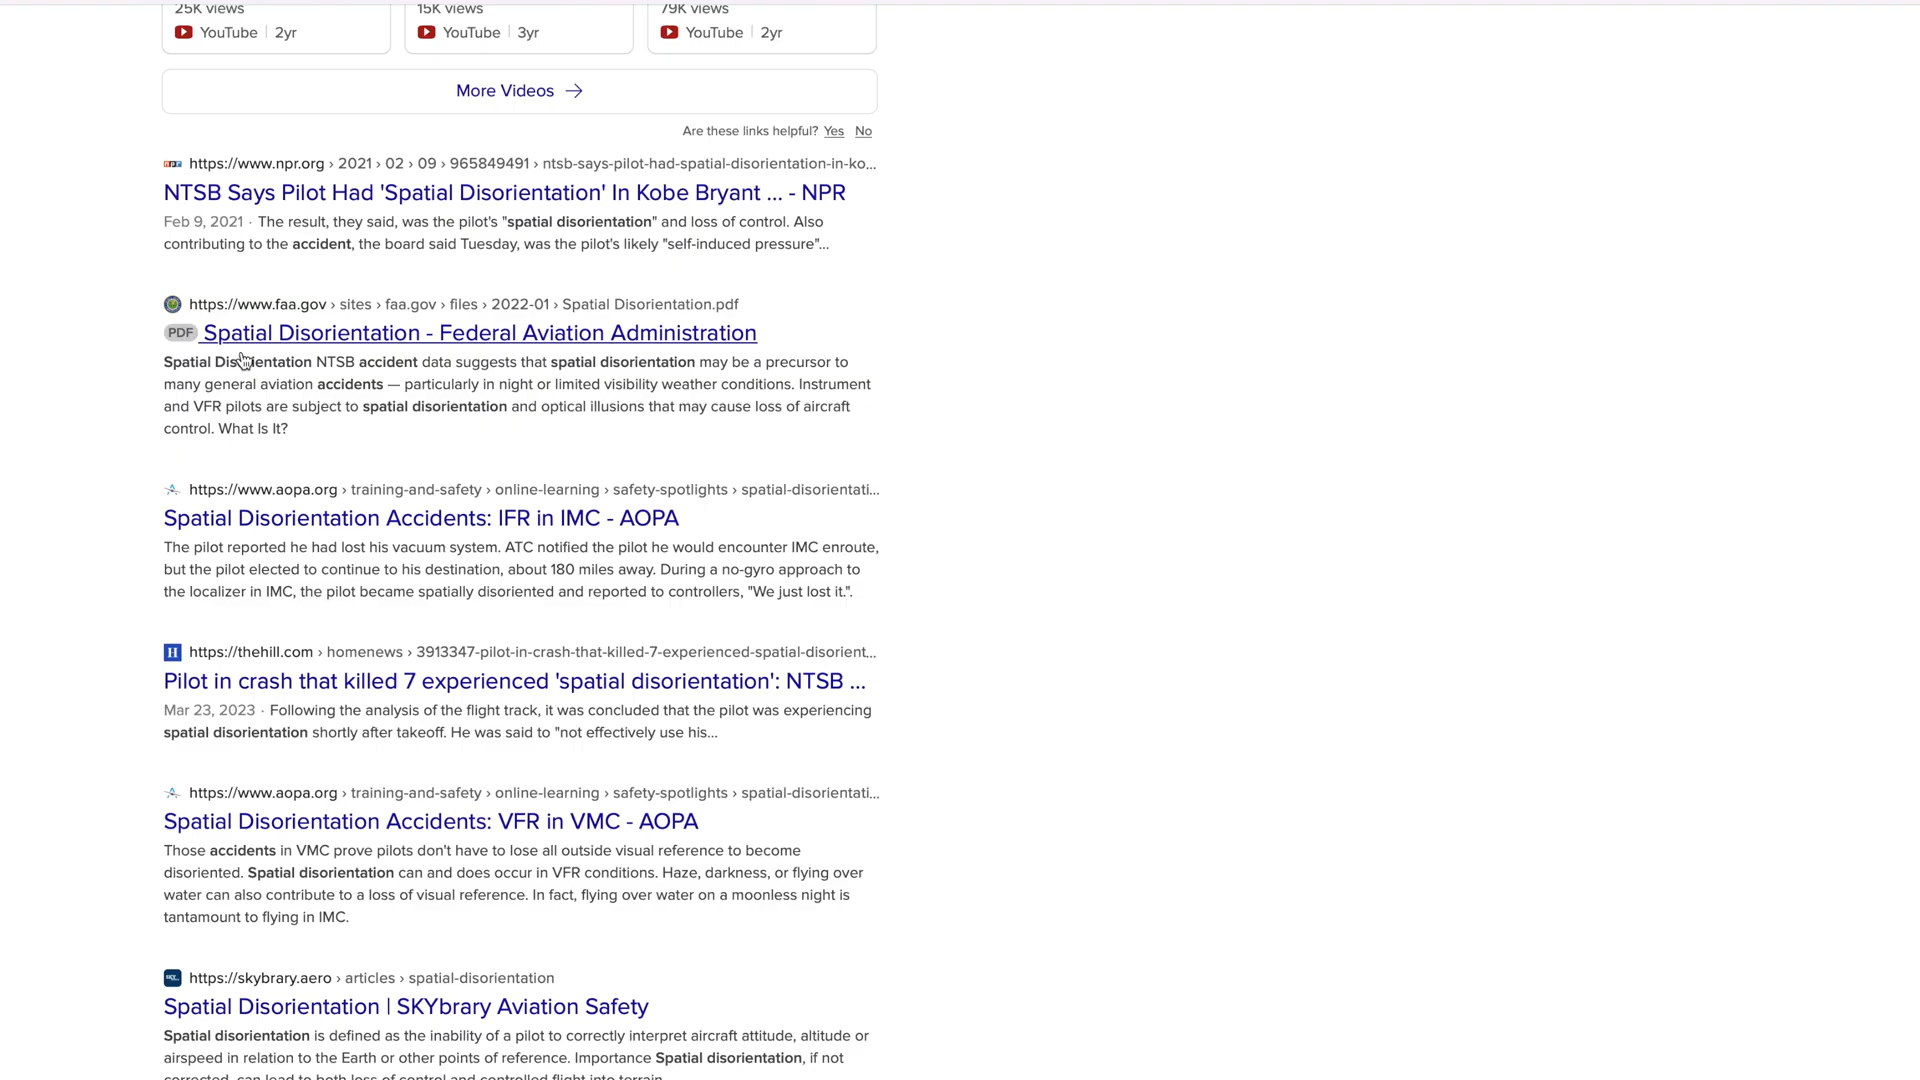 25K views
15K views
79K views
YouTube 2yr
YouTube 3yr
YouTube 2yr
More Videos →
Are these links helpful? Yes No
npr https://www.npr.org › 2021 › 02 › 09 › 965849491 › ntsb-says-pilot-had-spatial-disorientation-in-ko...
NTSB Says Pilot Had 'Spatial Disorientation' In Kobe Bryant ... - NPR
Feb 9, 2021 · The result, they said, was the pilot's "spatial disorientation" and loss of control. Also
contributing to the accident, the board said Tuesday, was the pilot's likely "self-induced pressure"...
https://www.faa.gov › sites › faa.gov › files › 2022-01 › Spatial Disorientation.pdf
PDF Spatial Disorientation - Federal Aviation Administration
Spatial Disorientation NTSB accident data suggests that spatial disorientation may be a precursor to
many general aviation accidents — particularly in night or limited visibility weather conditions. Instrument
and VFR pilots are subject to spatial disorientation and optical illusions that may cause loss of aircraft
control. What Is It?
https://www.aopa.org › training-and-safety › online-learning › safety-spotlights › spatial-disorientati...
Spatial Disorientation Accidents: IFR in IMC - AOPA
The pilot reported he had lost his vacuum system. ATC notified the pilot he would encounter IMC enroute,
but the pilot elected to continue to his destination, about 180 miles away. During a no-gyro approach to
the localizer in IMC, the pilot became spatially disoriented and reported to controllers, "We just lost it.".
H https://thehill.com › homenews › 3913347-pilot-in-crash-that-killed-7-experienced-spatial-disorient...
Pilot in crash that killed 7 experienced 'spatial disorientation': NTSB ...
Mar 23, 2023 · Following the analysis of the flight track, it was concluded that the pilot was experiencing
spatial disorientation shortly after takeoff. He was said to "not effectively use his...
https://www.aopa.org › training-and-safety › online-learning › safety-spotlights › spatial-disorientati...
Spatial Disorientation Accidents: VFR in VMC - AOPA
Those accidents in VMC prove pilots don't have to lose all outside visual reference to become
disoriented. Spatial disorientation can and does occur in VFR conditions. Haze, darkness, or flying over
water can also contribute to a loss of visual reference. In fact, flying over water on a moonless night is
tantamount to flying in IMC.
https://skybrary.aero › articles › spatial-disorientation
Spatial Disorientation | SKYbrary Aviation Safety
Spatial disorientation is defined as the inability of a pilot to correctly interpret aircraft attitude, altitude or
airspeed in relation to the Earth or other points of reference. Importance Spatial disorientation, if not
corrected, can lead to both loss of control and controlled flight into terrain.